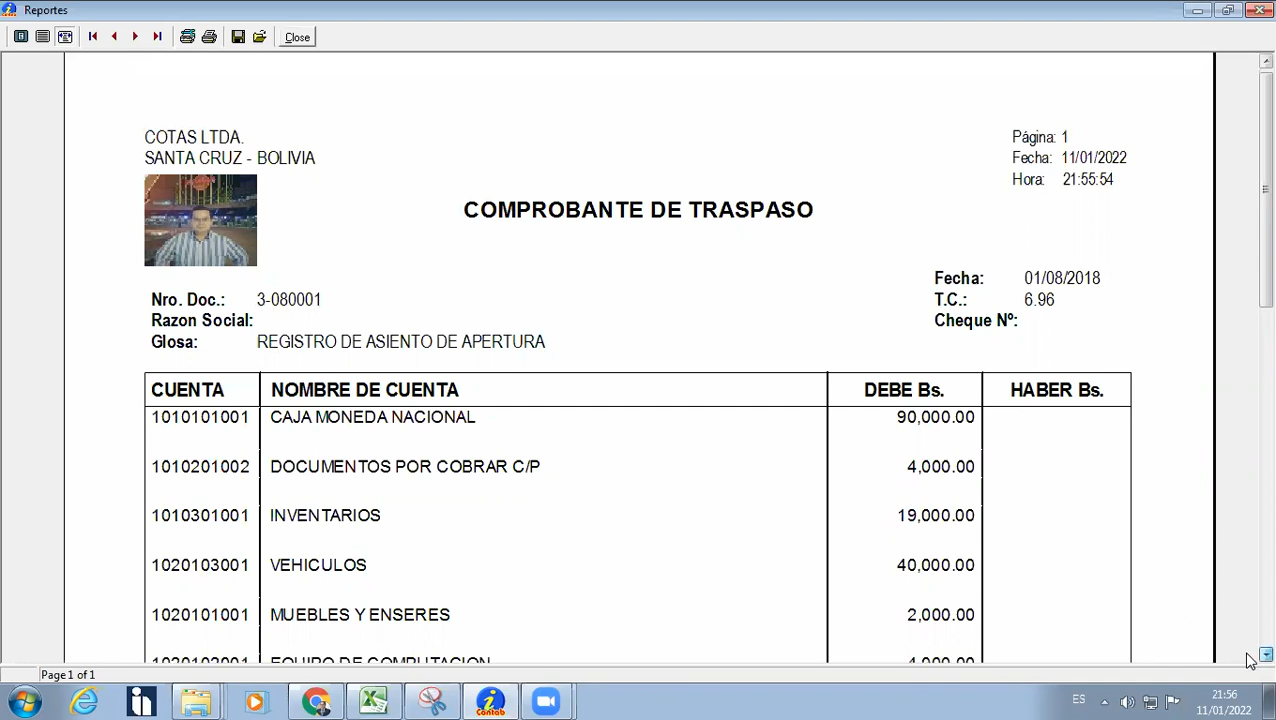 Reportes
Close
COTAS LTDA.
SANTA CRUZ - BOLIVIA
Página: 1
Fecha: 11/01/2022
Hora: 21:55:54
COMPROBANTE DE TRASPASO
Fecha: 01/08/2018
Nro. Doc.: 3-080001
T.C.: 6.96
Razon Social:
Cheque Nº:
Glosa: REGISTRO DE ASIENTO DE APERTURA
CUENTA NOMBRE DE CUENTA DEBE Bs. HABER Bs.
1010101001 CAJA MONEDA NACIONAL 90,000.00
1010201002 DOCUMENTOS POR COBRAR C/P 4,000.00
1010301001 INVENTARIOS 19,000.00
1020103001 VEHICULOS 40,000.00
1020101001 MUEBLES Y ENSERES 2,000.00
EQUIPO DE COMPUTACION
Page 1 of 1
Contab
ES
21:56
11/01/2022